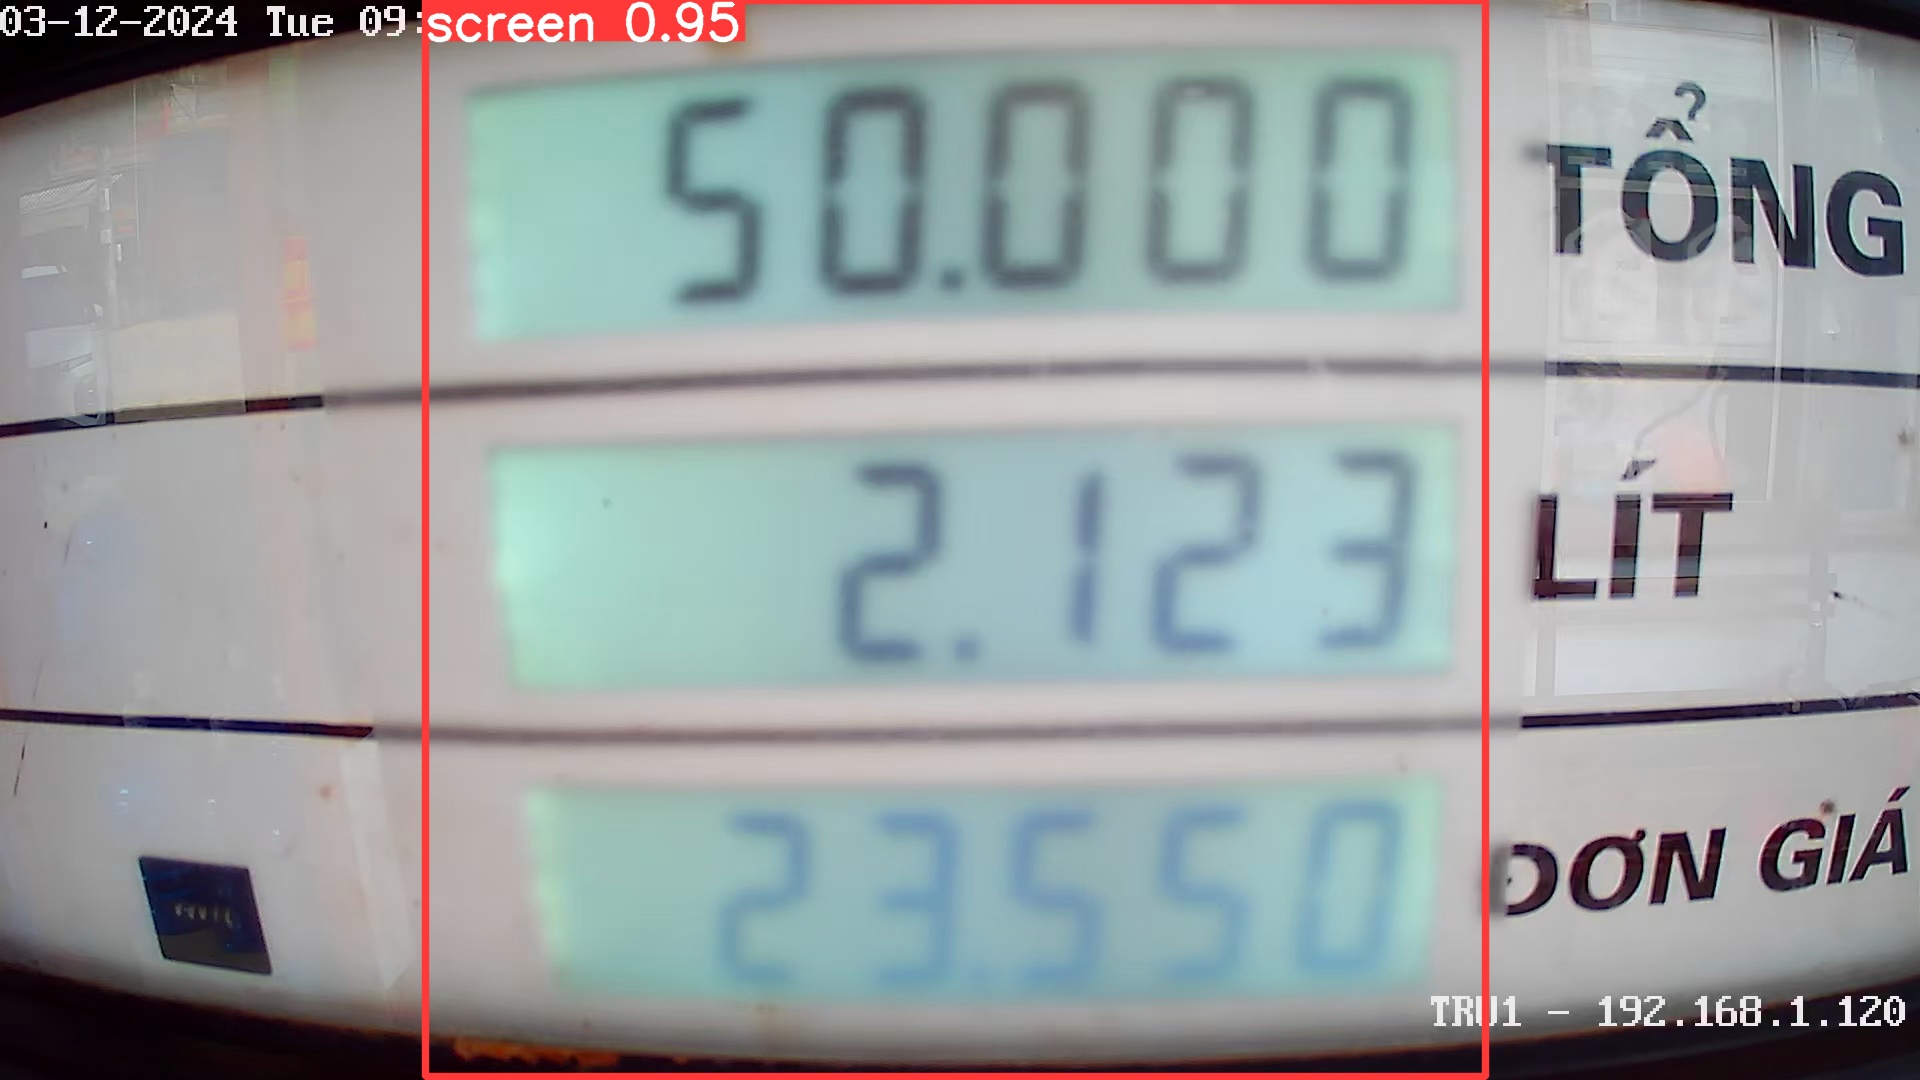 03-12-2024 Tue 09:
screen 0.95
50.000
TỔNG
2.123
LÍT
23.550
ĐƠN GIÁ
TRU1 - 192.168.1.120